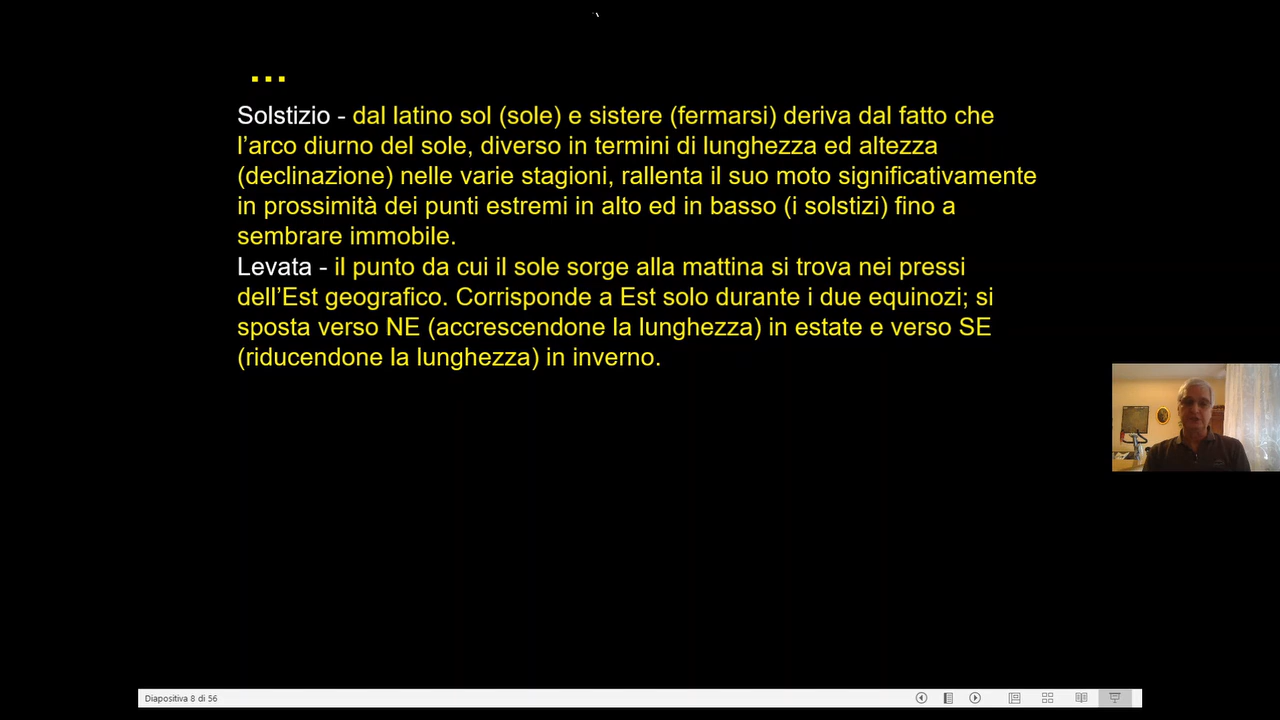 ...
Solstizio - dal latino sol (sole) e sistere (fermarsi) deriva dal fatto che
l’arco diurno del sole, diverso in termini di lunghezza ed altezza
(declinazione) nelle varie stagioni, rallenta il suo moto significativamente
in prossimità dei punti estremi in alto ed in basso (i solstizi) fino a
sembrare immobile.
Levata - il punto da cui il sole sorge alla mattina si trova nei pressi
dell’Est geografico. Corrisponde a Est solo durante i due equinozi; si
sposta verso NE (accrescendone la lunghezza) in estate e verso SE
(riducendone la lunghezza) in inverno.
Diapositiva 8 di 56